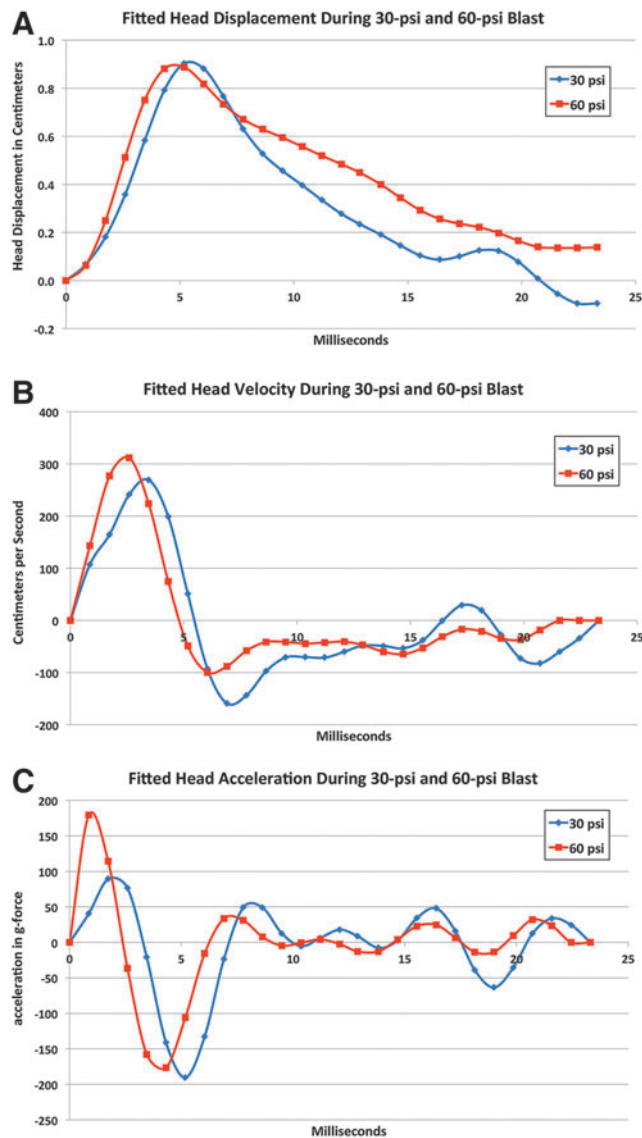 A
Fitted Head Displacement During 30-psi and 60-psi Blast
Head Displacement in Centimeters
1.0
0.8
0.6
0.4
0.2
0.0
-0.2
0
5
10
15
20
25
30 psi
60 psi
Milliseconds
B
Fitted Head Velocity During 30-psi and 60-psi Blast
Centimeters per Second
400
300
200
100
0
-100
-200
0
5
10
15
20
25
30 psi
60 psi
Milliseconds
C
Fitted Head Acceleration During 30-psi and 60-psi Blast
acceleration in g-force
200
150
100
50
0
-50
-100
-150
-200
-250
0
5
10
15
20
25
30 psi
60 psi
Milliseconds